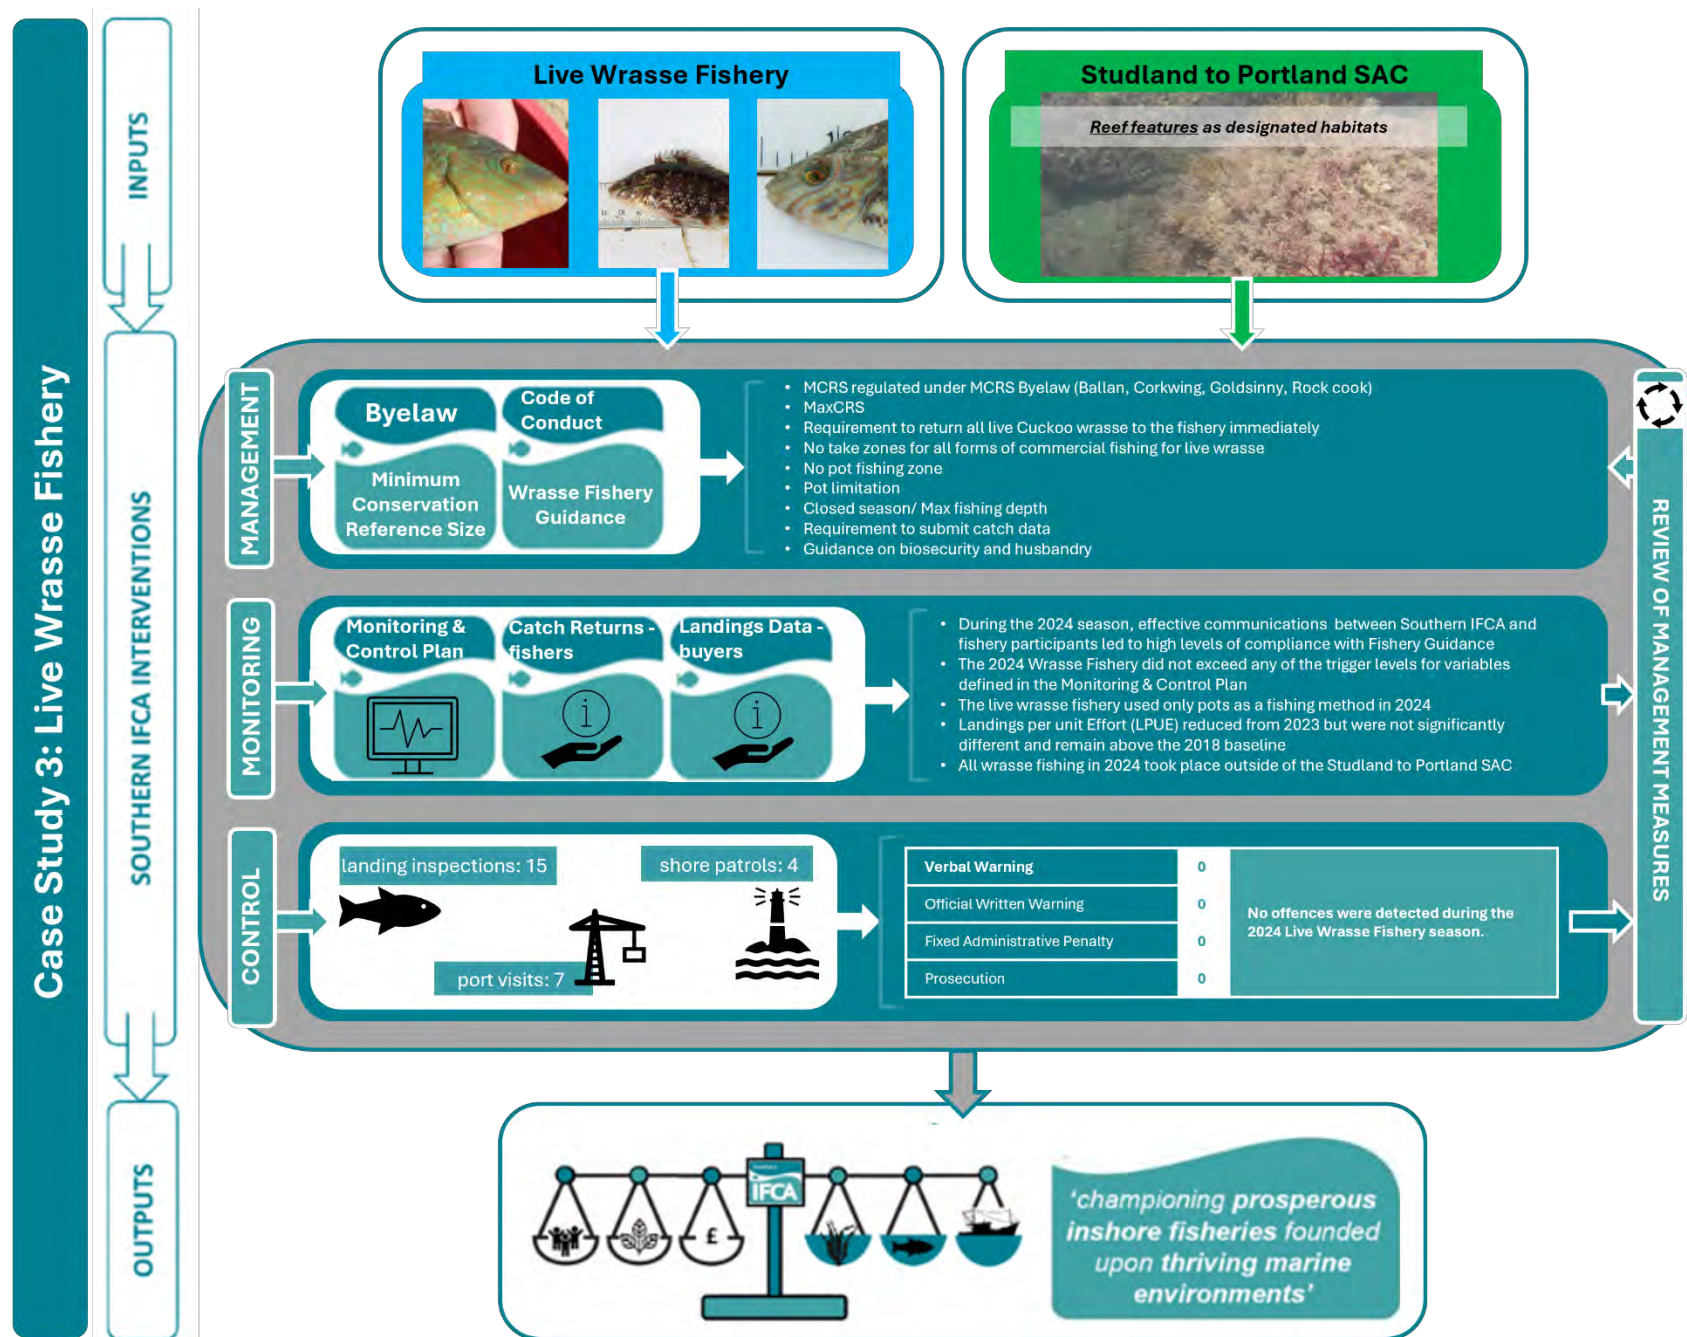 Case Study 3: Live Wrasse Fishery
INPUTS
SOUTHERN IFCA INTERVENTIONS
OUTPUTS
Live Wrasse Fishery
Studland to Portland SAC
Reef features as designated habitats
MANAGEMENT
Byelaw
Minimum
Conservation
Reference Size
Code of
Conduct
Wrasse Fishery
Guidance
• MCRS regulated under MCRS Byelaw (Ballan, Corkwing, Goldsinny, Rock cook)
• MaxCRS
• Requirement to return all live Cuckoo wrasse to the fishery immediately
• No take zones for all forms of commercial fishing for live wrasse
• No pot fishing zone
• Pot limitation
• Closed season/ Max fishing depth
• Requirement to submit catch data
• Guidance on biosecurity and husbandry
REVIEW OF MANAGEMENT MEASURES
MONITORING
Monitoring &
Control Plan
Catch Returns -
fishers
i
Landings Data -
buyers
i
• During the 2024 season, effective communications between Southern IFCA and
fishery participants led to high levels of compliance with Fishery Guidance
• The 2024 Wrasse Fishery did not exceed any of the trigger levels for variables
defined in the Monitoring & Control Plan
• The live wrasse fishery used only pots as a fishing method in 2024
• Landings per unit Effort (LPUE) reduced from 2023 but were not significantly
different and remain above the 2018 baseline
• All wrasse fishing in 2024 took place outside of the Studland to Portland SAC
CONTROL
landing inspections: 15
shore patrols: 4
port visits: 7
Verbal Warning 0
Official Written Warning 0
Fixed Administrative Penalty 0
Prosecution 0
No offences were detected during the
2024 Live Wrasse Fishery season.
IFCA
£
'championing prosperous
inshore fisheries founded
upon thriving marine
environments'